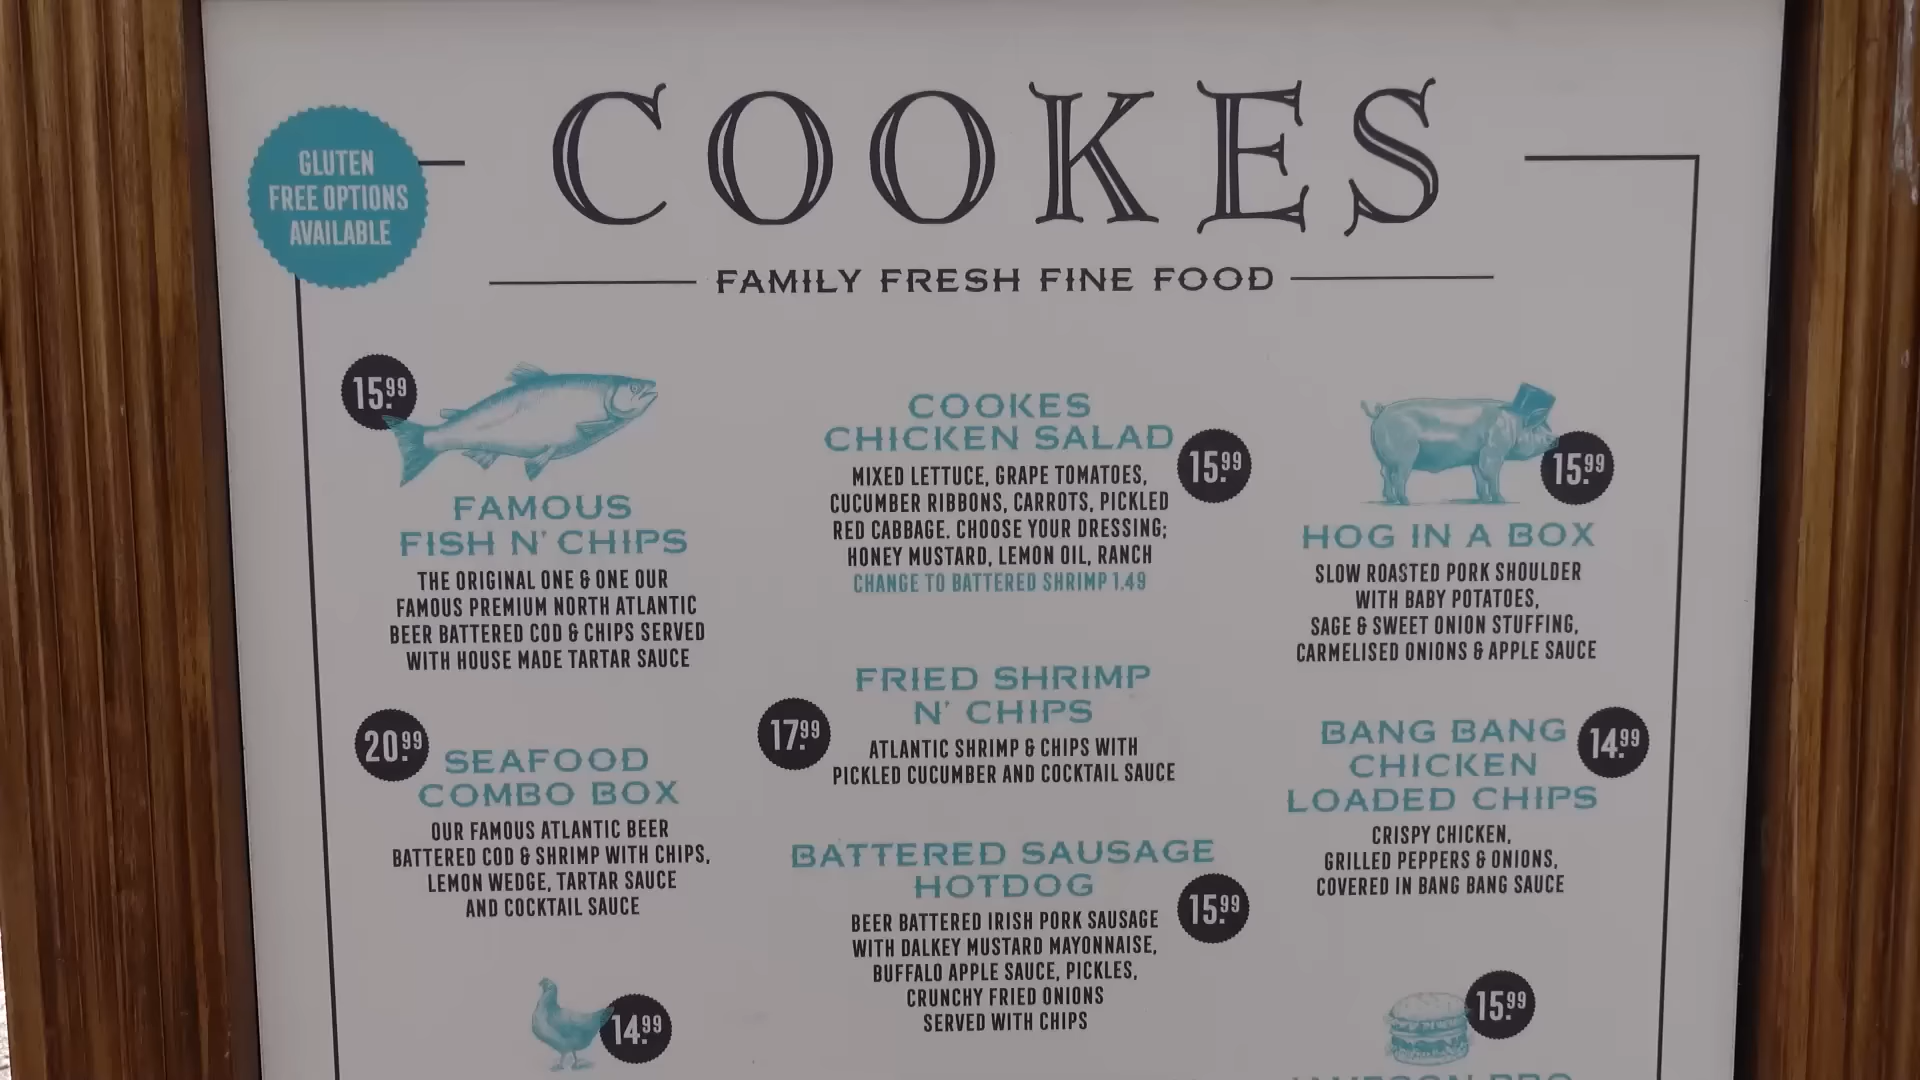 COOKES
GLUTEN
FREE OPTIONS
AVAILABLE
FAMILY FRESH FINE FOOD
15.99
FAMOUS
FISH N' CHIPS
THE ORIGINAL ONE & ONE OUR
FAMOUS PREMIUM NORTH ATLANTIC
BEER BATTERED COD & CHIPS SERVED
WITH HOUSE MADE TARTAR SAUCE
20.99
SEAFOOD
COMBO BOX
OUR FAMOUS ATLANTIC BEER
BATTERED COD & SHRIMP WITH CHIPS,
LEMON WEDGE, TARTAR SAUCE
AND COCKTAIL SAUCE
14.99
COOKES
CHICKEN SALAD
15.99
MIXED LETTUCE, GRAPE TOMATOES,
CUCUMBER RIBBONS, CARROTS, PICKLED
RED CABBAGE. CHOOSE YOUR DRESSING;
HONEY MUSTARD, LEMON OIL, RANCH
CHANGE TO BATTERED SHRIMP 1.49
FRIED SHRIMP
N' CHIPS
17.99
ATLANTIC SHRIMP & CHIPS WITH
PICKLED CUCUMBER AND COCKTAIL SAUCE
BATTERED SAUSAGE
HOTDOG
15.99
BEER BATTERED IRISH PORK SAUSAGE
WITH DALKEY MUSTARD MAYONNAISE,
BUFFALO APPLE SAUCE, PICKLES,
CRUNCHY FRIED ONIONS
SERVED WITH CHIPS
15.99
HOG IN A BOX
SLOW ROASTED PORK SHOULDER
WITH BABY POTATOES,
SAGE & SWEET ONION STUFFING,
CARMELISED ONIONS & APPLE SAUCE
BANG BANG
CHICKEN
LOADED CHIPS
14.99
CRISPY CHICKEN,
GRILLED PEPPERS & ONIONS,
COVERED IN BANG BANG SAUCE
15.99